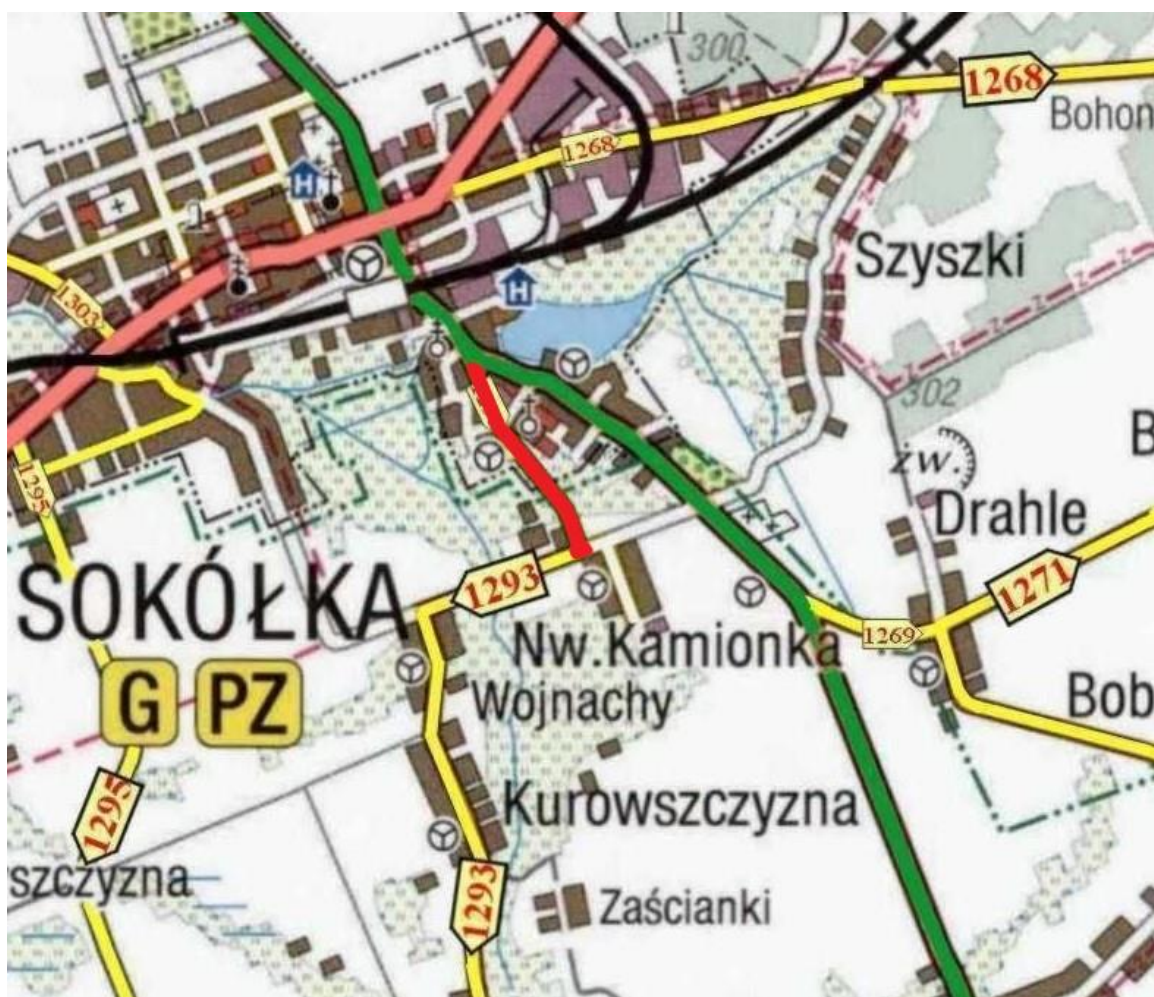 300
1268
Bohon
1268
H
1
Szyszki
H
1303
302
B
zw.
1295
Drahle
1293
1271
SOKÓŁKA
1269
Nw.Kamionka
G PZ
Wojnachy
Bob
Kurowszczyzna
1295
szczyzna
1293
Zaścianki